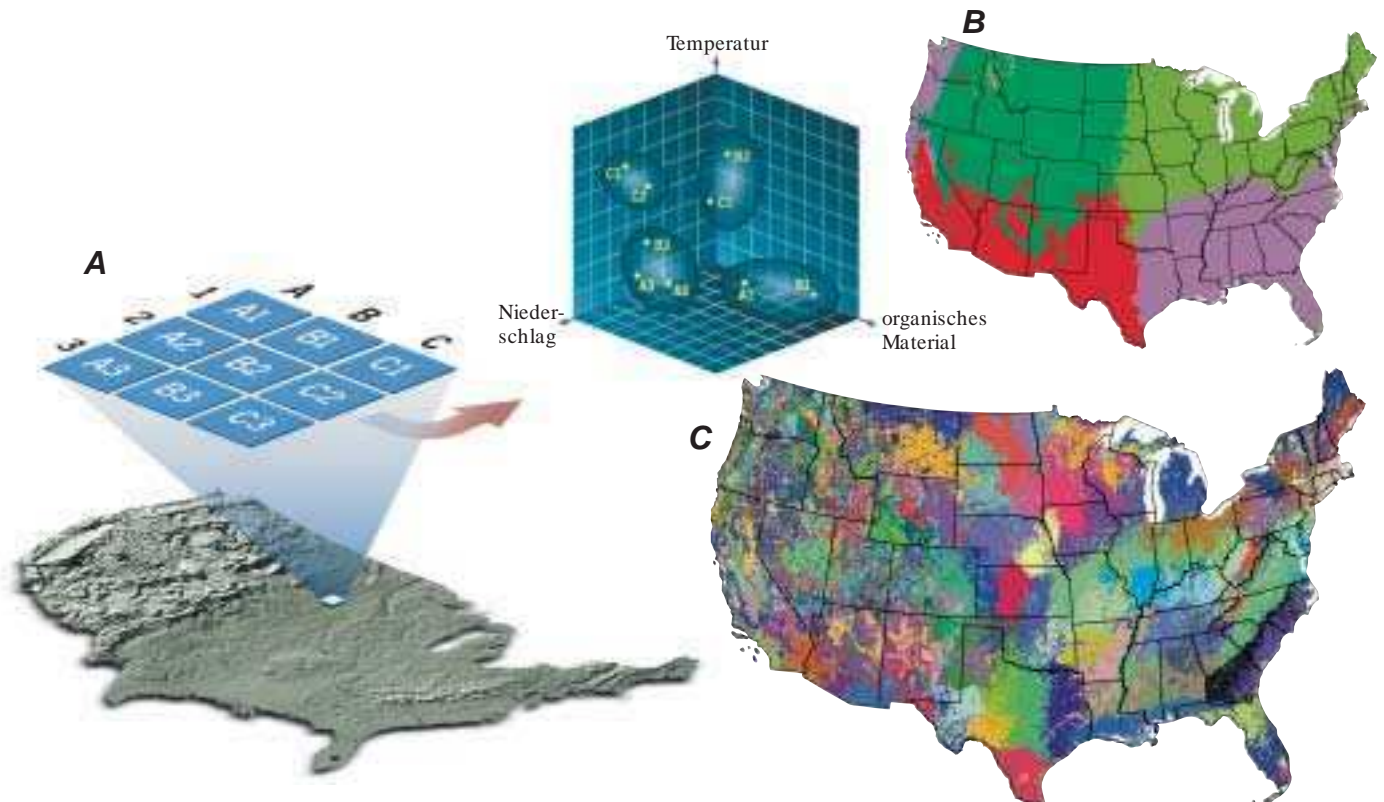 Temperatur
Nieder-
schlag
organisches
Material
A
1 A
2 B
3 C
A1
A2 B1
A3 B2 C1
B3 C2
C3
B
C